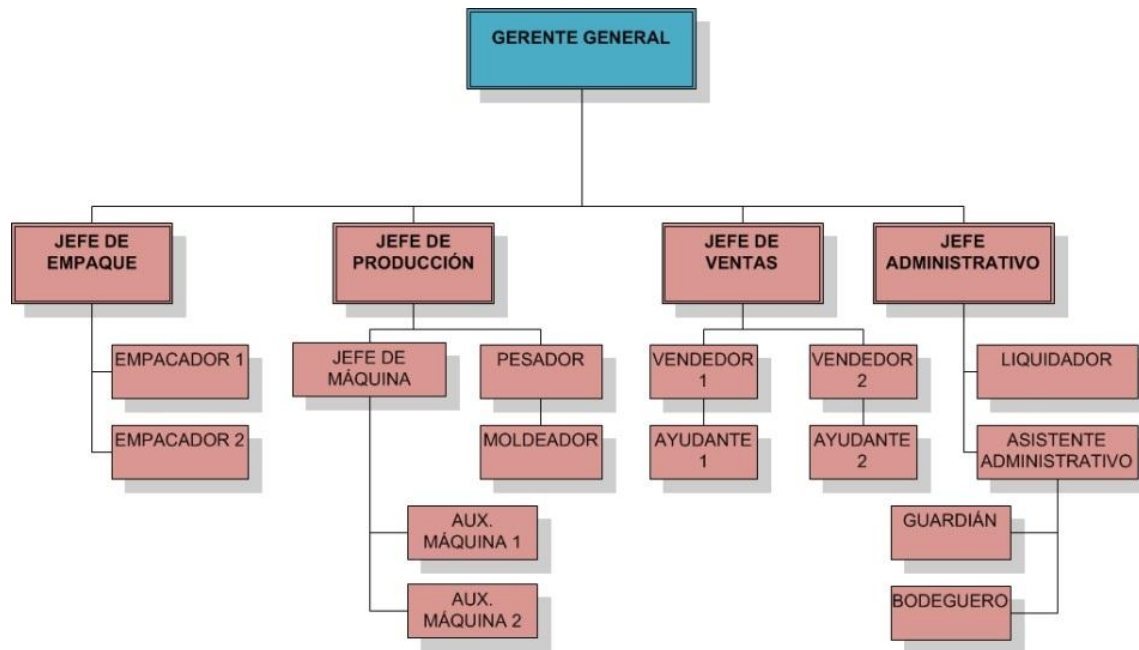 GERENTE GENERAL
JEFE DE
EMPAQUE
JEFE DE
PRODUCCIÓN
JEFE DE
VENTAS
JEFE
ADMINISTRATIVO
EMPACADOR 1
EMPACADOR 2
JEFE DE
MÁQUINA
PESADOR
MOLDEADOR
AUX.
MÁQUINA 1
AUX.
MÁQUINA 2
VENDEDOR
1
AYUDANTE
1
VENDEDOR
2
AYUDANTE
2
LIQUIDADOR
ASISTENTE
ADMINISTRATIVO
GUARDIÁN
BODEGUERO